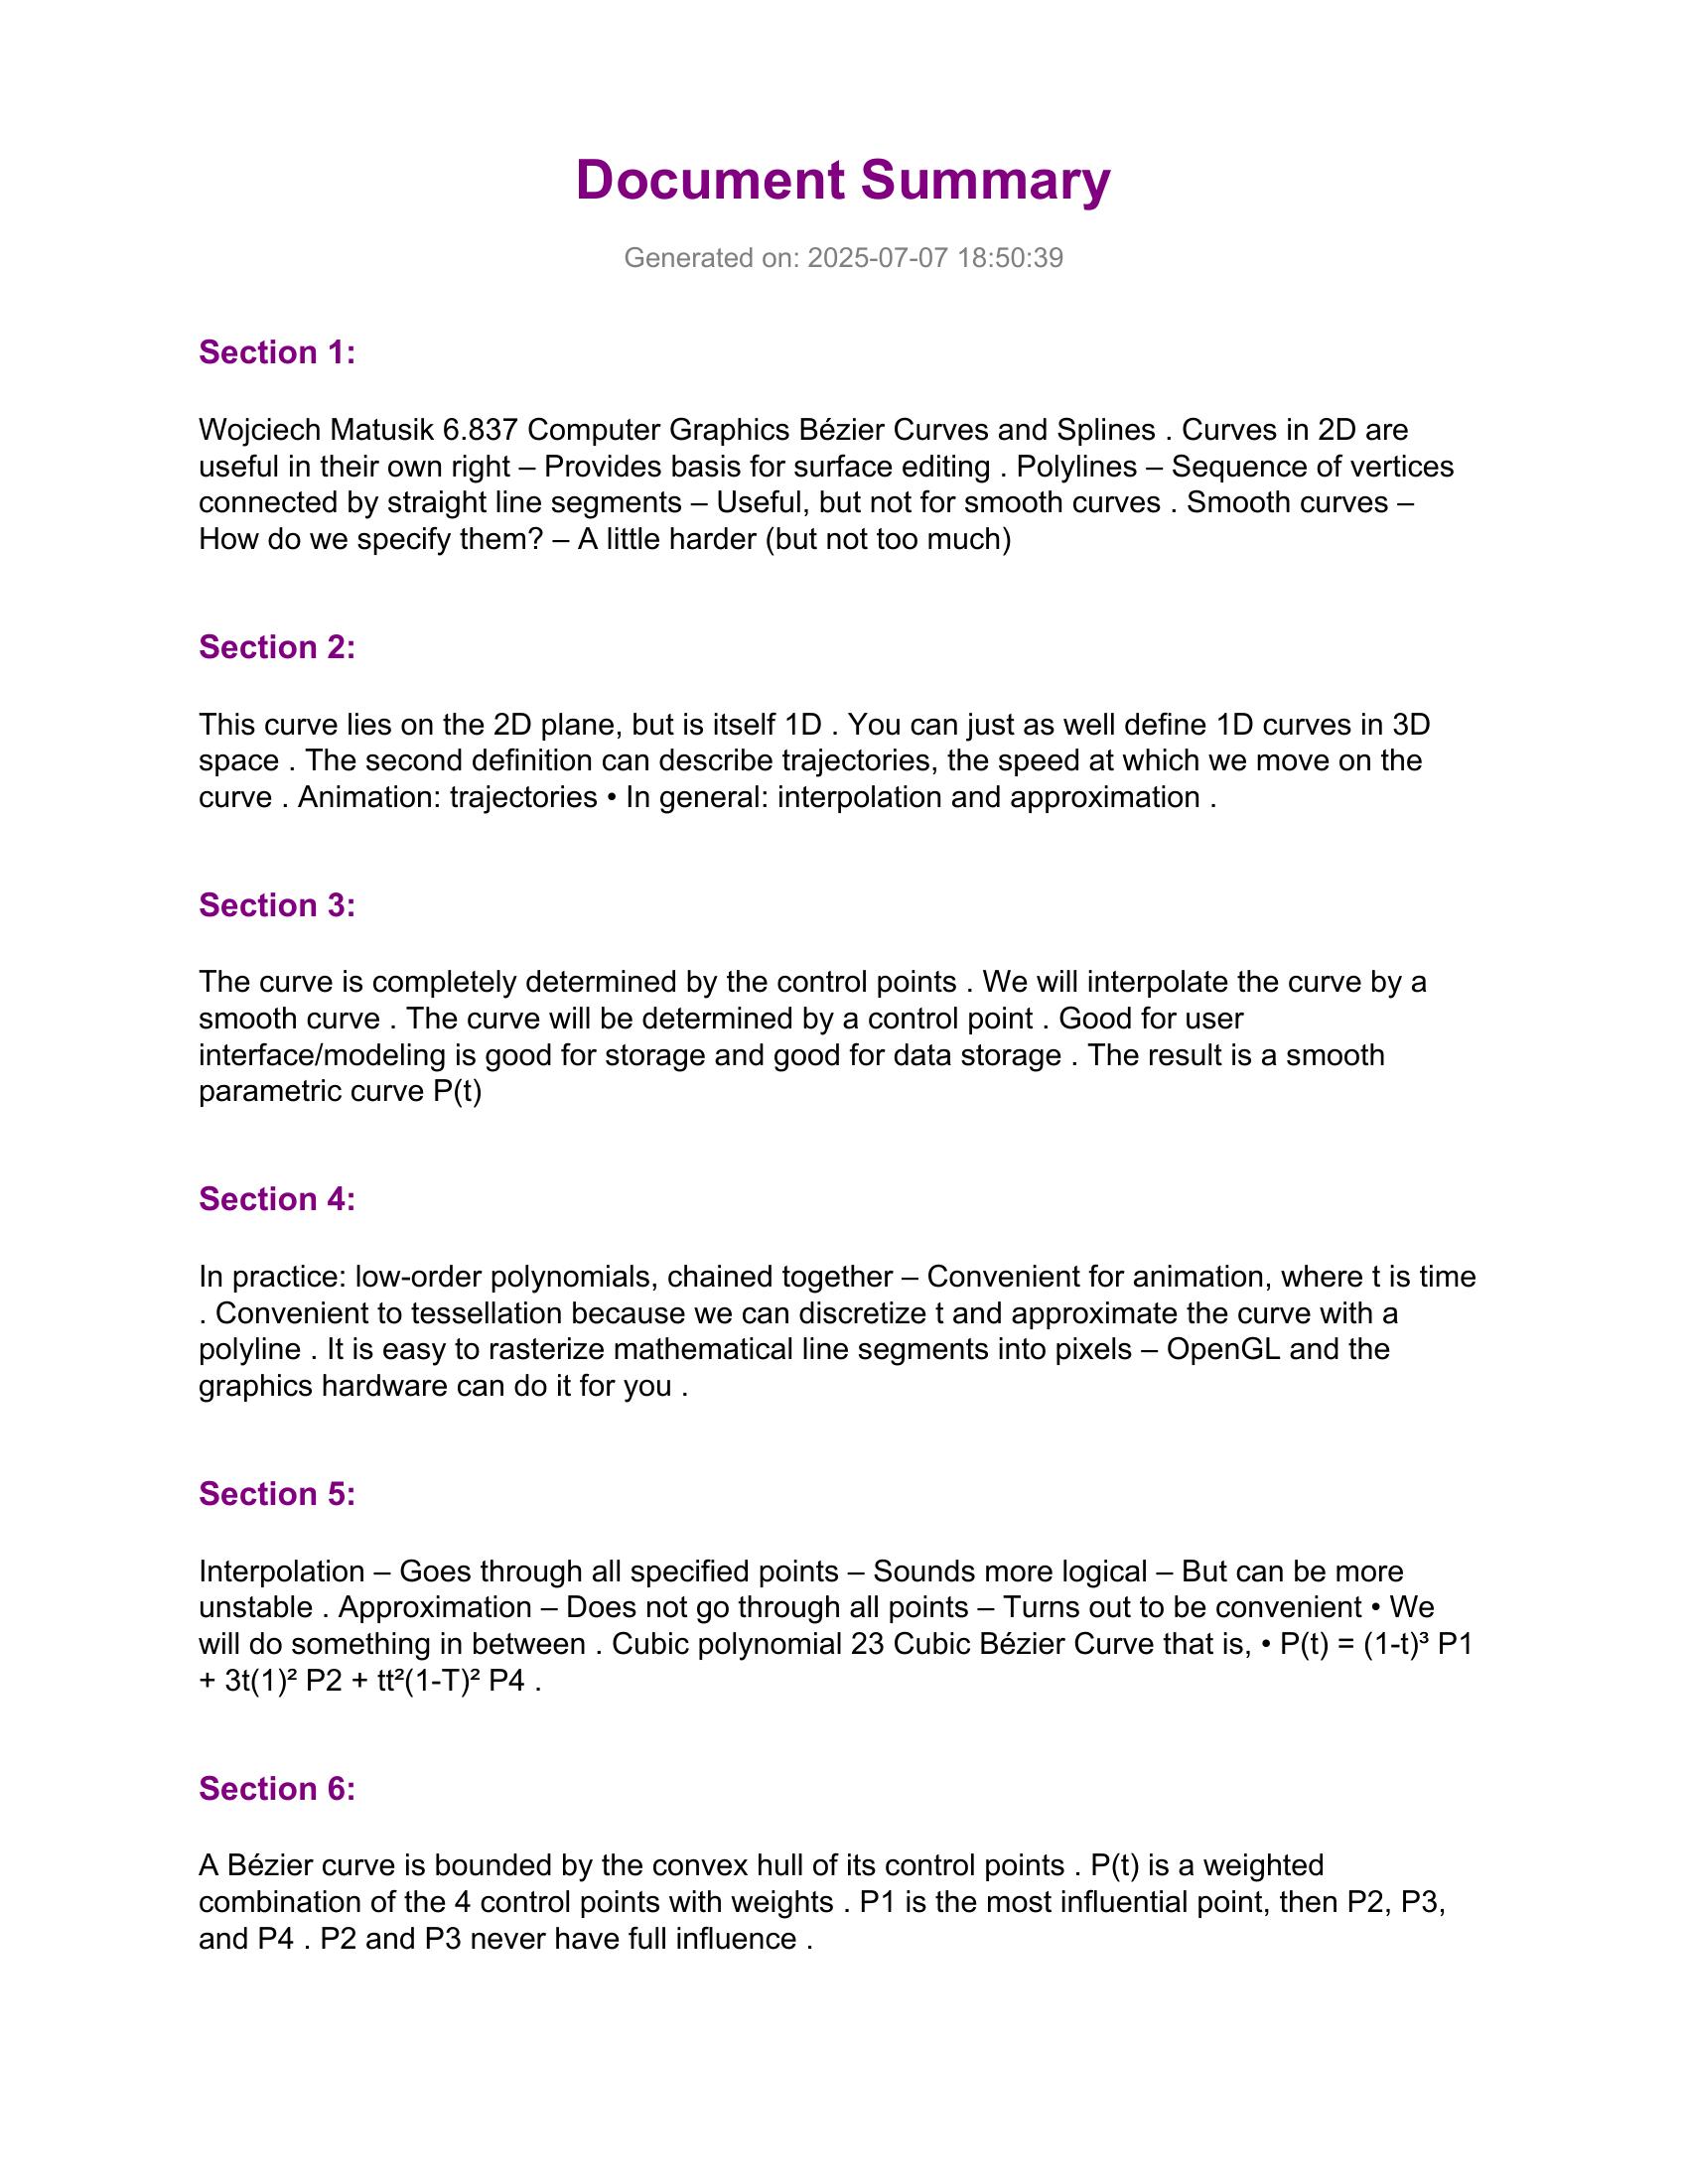 Document Summary
Generated on: 2025-07-07 18:50:39
Section 1:
Wojciech Matusik 6.837 Computer Graphics Bézier Curves and Splines . Curves in 2D are
useful in their own right – Provides basis for surface editing . Polylines – Sequence of vertices
connected by straight line segments – Useful, but not for smooth curves . Smooth curves –
How do we specify them? – A little harder (but not too much)
Section 2:
This curve lies on the 2D plane, but is itself 1D . You can just as well define 1D curves in 3D
space . The second definition can describe trajectories, the speed at which we move on the
curve . Animation: trajectories • In general: interpolation and approximation .
Section 3:
The curve is completely determined by the control points . We will interpolate the curve by a
smooth curve . The curve will be determined by a control point . Good for user
interface/modeling is good for storage and good for data storage . The result is a smooth
parametric curve P(t)
Section 4:
In practice: low-order polynomials, chained together – Convenient for animation, where t is time
. Convenient to tessellation because we can discretize t and approximate the curve with a
polyline . It is easy to rasterize mathematical line segments into pixels – OpenGL and the
graphics hardware can do it for you .
Section 5:
Interpolation – Goes through all specified points – Sounds more logical – But can be more
unstable . Approximation – Does not go through all points – Turns out to be convenient • We
will do something in between . Cubic polynomial 23 Cubic Bézier Curve that is, • P(t) = (1-t)³ P1
+ 3t(1)² P2 + tt²(1-T)² P4 .
Section 6:
A Bézier curve is bounded by the convex hull of its control points . P(t) is a weighted
combination of the 4 control points with weights . P1 is the most influential point, then P2, P3,
and P4 . P2 and P3 never have full influence .